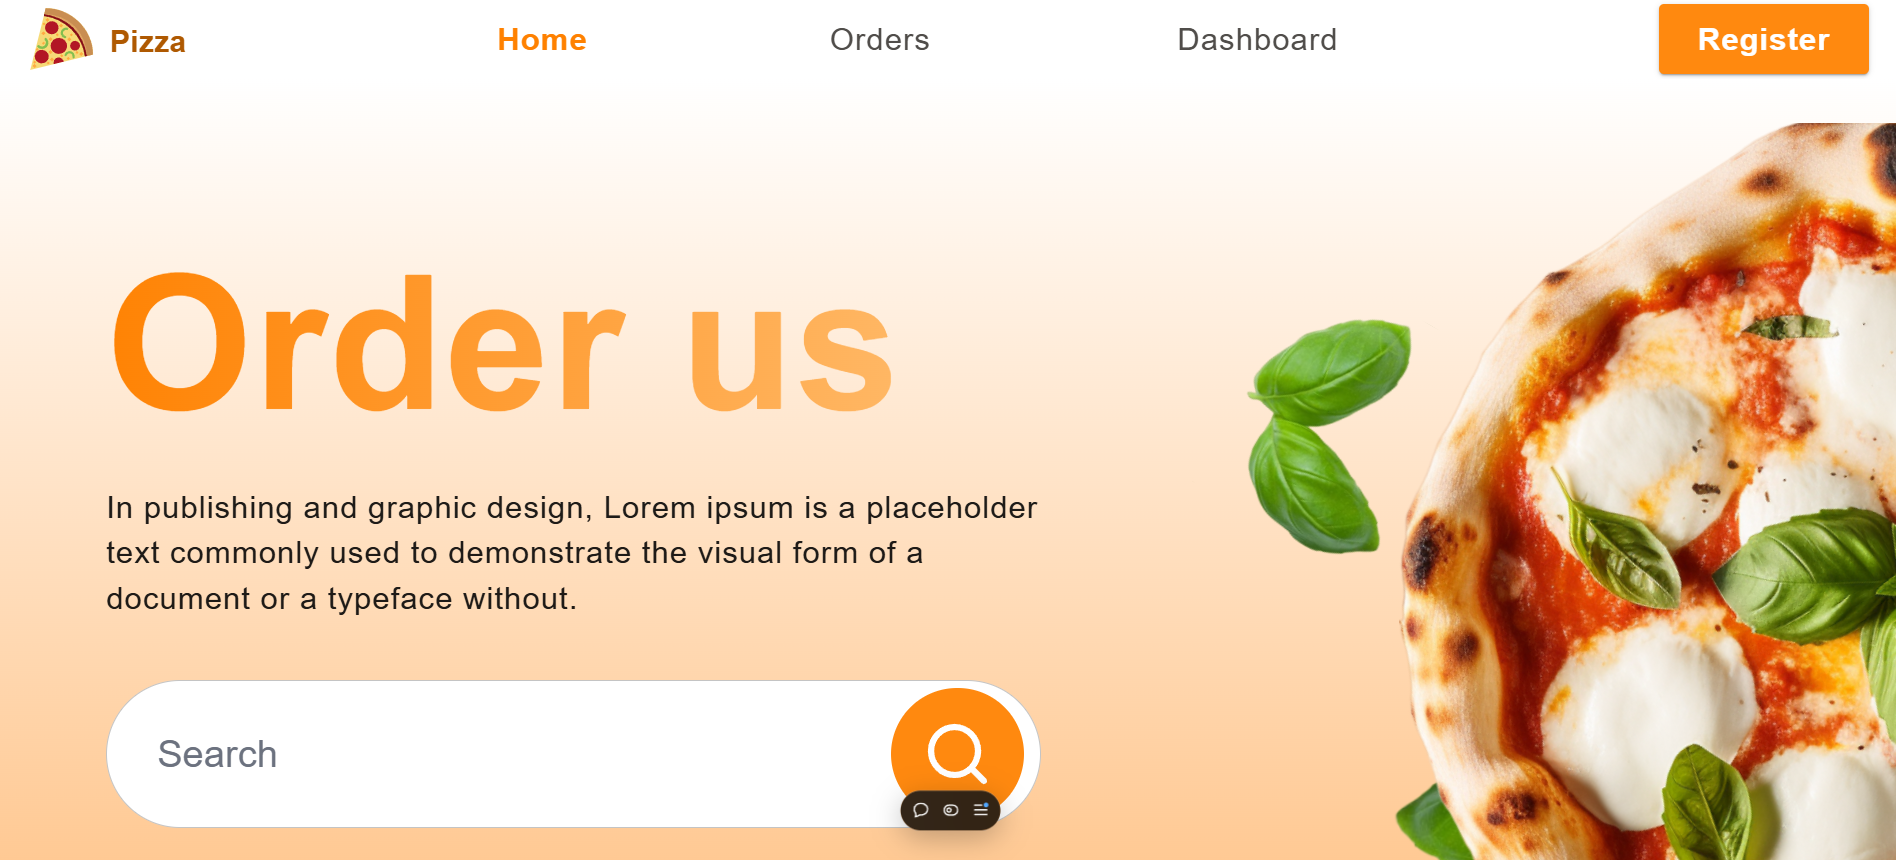 Pizza
Home
Orders
Dashboard
Register
Order us
In publishing and graphic design, Lorem ipsum is a placeholder
text commonly used to demonstrate the visual form of a
document or a typeface without.
Search